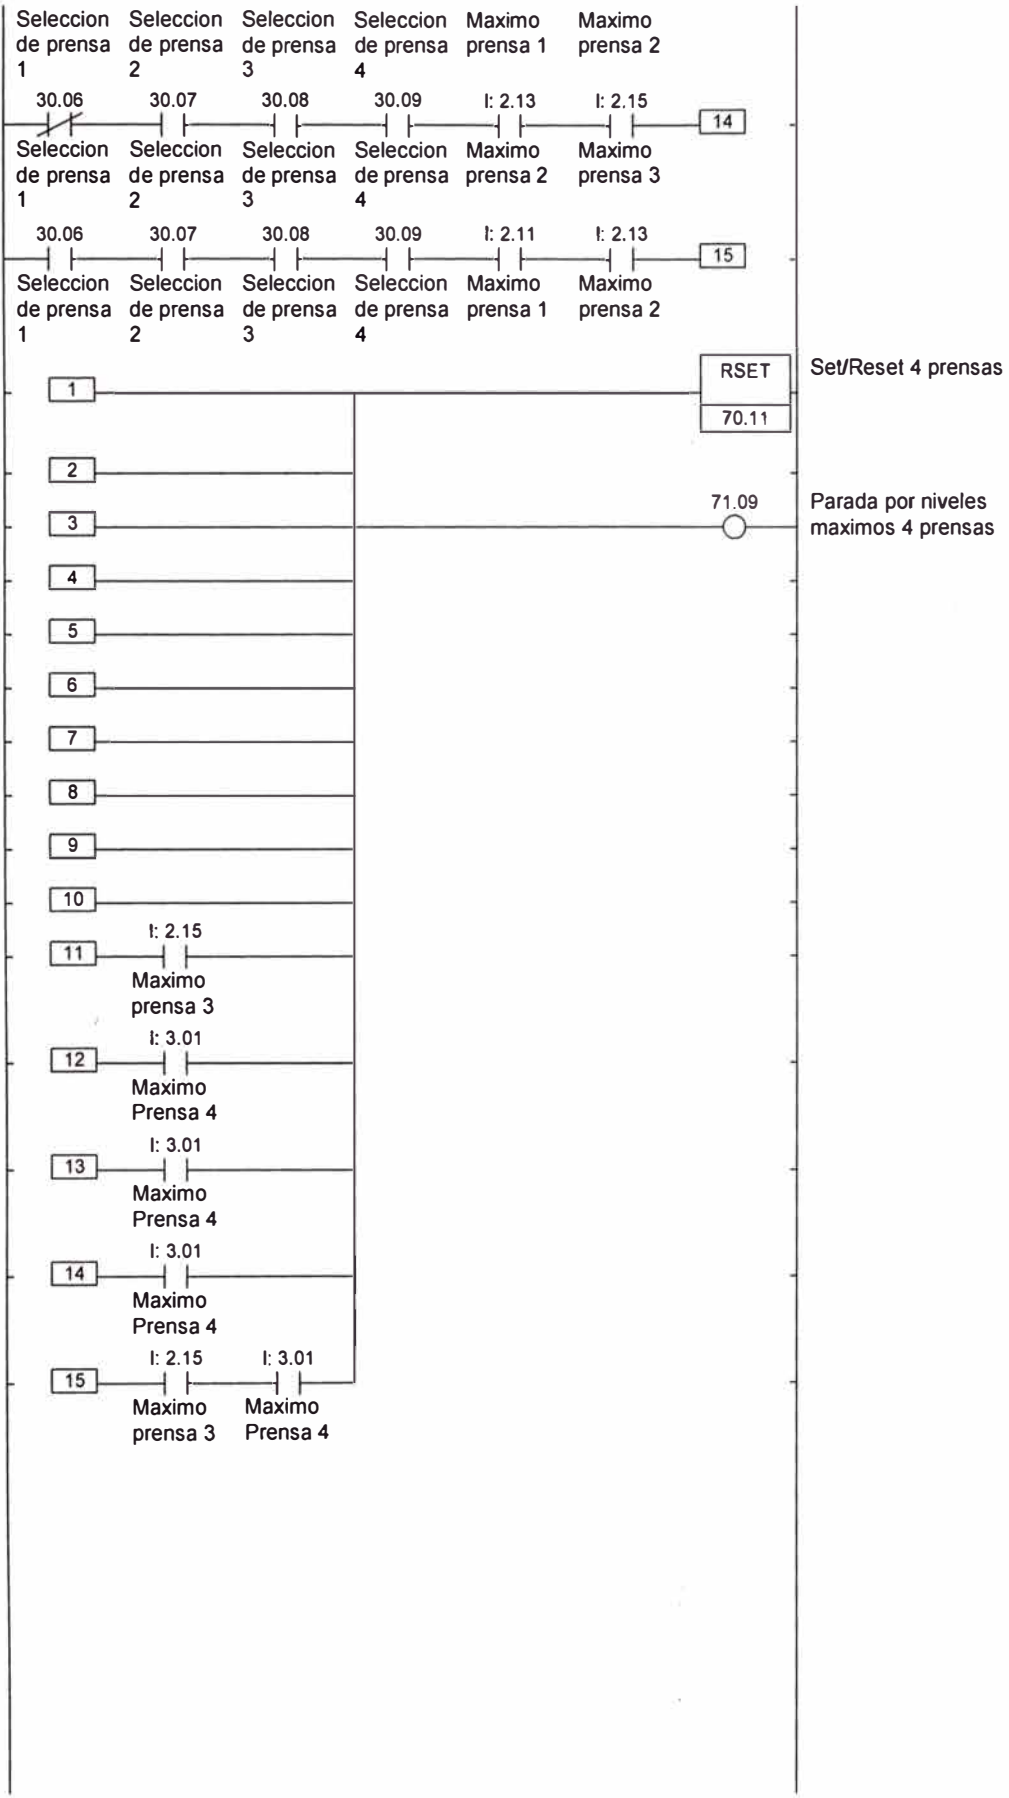 Seleccion Seleccion Seleccion Seleccion Maximo Maximo
de prensa de prensa de prensa de prensa prensa 1 prensa 2
1 2 3 4
30.06 30.07 30.08 30.09 I: 2.13 I: 2.15
14
Seleccion Seleccion Seleccion Seleccion Maximo Maximo
de prensa de prensa de prensa de prensa prensa 2 prensa 3
1 2 3 4
30.06 30.07 30.08 30.09 I: 2.11 I: 2.13
15
Seleccion Seleccion Seleccion Seleccion Maximo Maximo
de prensa de prensa de prensa de prensa prensa 1 prensa 2
1 2 3 4
1 RSET Set/Reset 4 prensas
70.11
2
71.09 Parada por niveles
3 maximos 4 prensas
4
5
6
7
8
9
10
I: 2.15
11
Maximo
prensa 3
I: 3.01
12
Maximo
Prensa 4
I: 3.01
13
Maximo
Prensa 4
I: 3.01
14
Maximo
Prensa 4
I: 2.15 I: 3.01
15
Maximo Maximo
prensa 3 Prensa 4